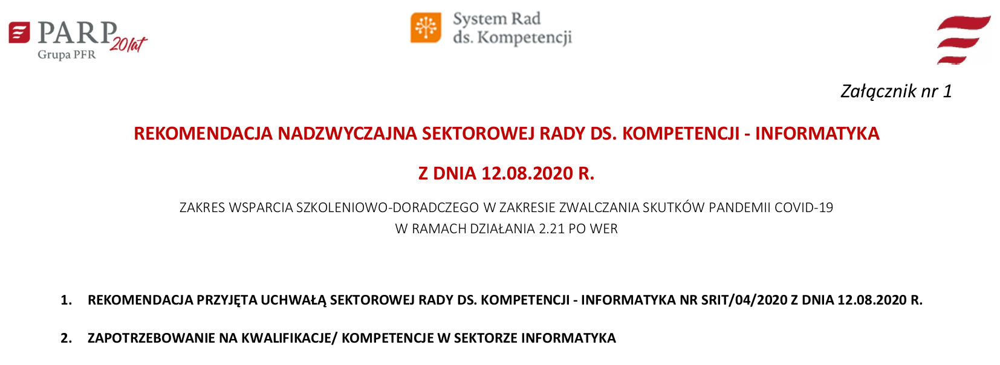 PARP 20 lat
Grupa PFR
System Rad
ds. Kompetencji
Załącznik nr 1
REKOMENDACJA NADZWYCZAJNA SEKTOROWEJ RADY DS. KOMPETENCJI - INFORMATYKA
Z DNIA 12.08.2020 R.
ZAKRES WSPARCIA SZKOLENIOWO-DORADCZEGO W ZAKRESIE ZWALCZANIA SKUTKÓW PANDEMII COVID-19
W RAMACH DZIAŁANIA 2.21 PO WER
1. REKOMENDACJA PRZYJĘTA UCHWAŁĄ SEKTOROWEJ RADY DS. KOMPETENCJI - INFORMATYKA NR SRIT/04/2020 Z DNIA 12.08.2020 R.
2. ZAPOTRZEBOWANIE NA KWALIFIKACJE/ KOMPETENCJE W SEKTORZE INFORMATYKA